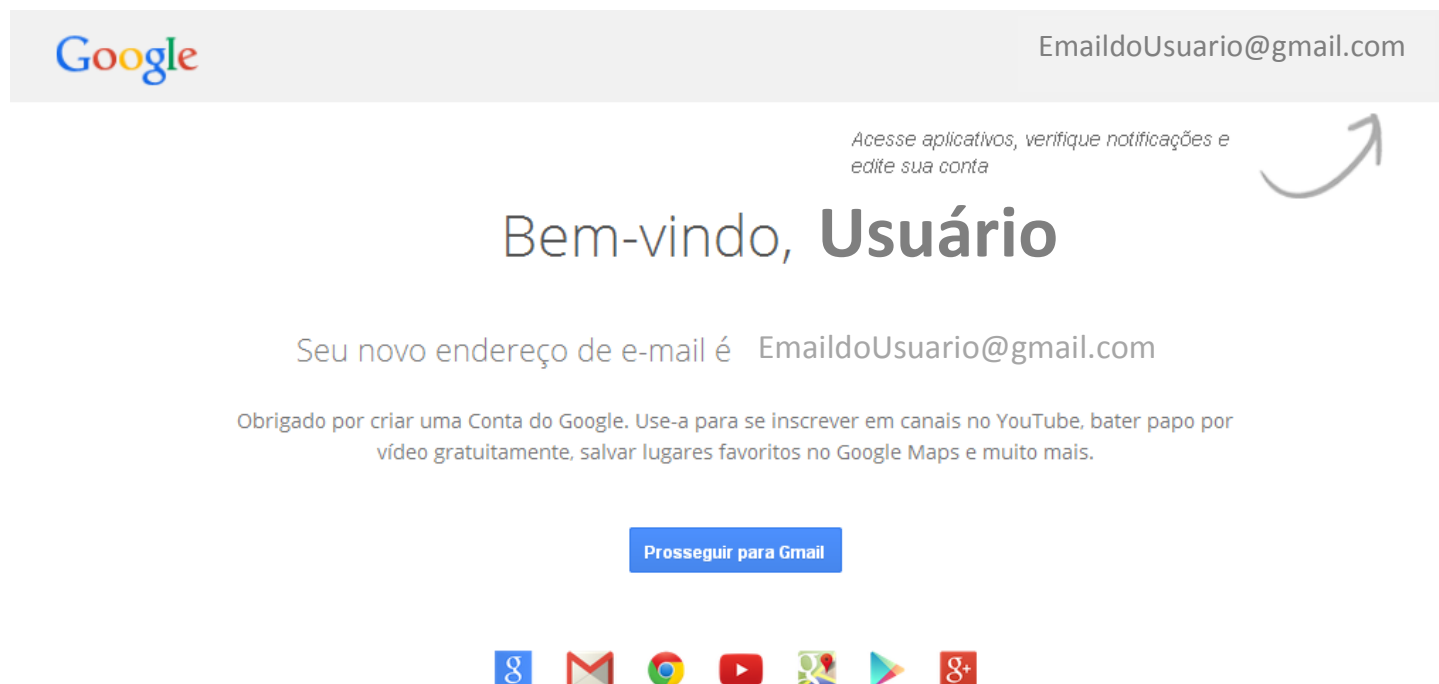 Google
EmaildoUsuario@gmail.com
Acesse aplicativos, verifique notificações e
edite sua conta
Bem-vindo, Usuário
Seu novo endereço de e-mail é EmaildoUsuario@gmail.com
Obrigado por criar uma Conta do Google. Use-a para se inscrever em canais no YouTube, bater papo por
vídeo gratuitamente, salvar lugares favoritos no Google Maps e muito mais.
Prosseguir para Gmail
g g g+